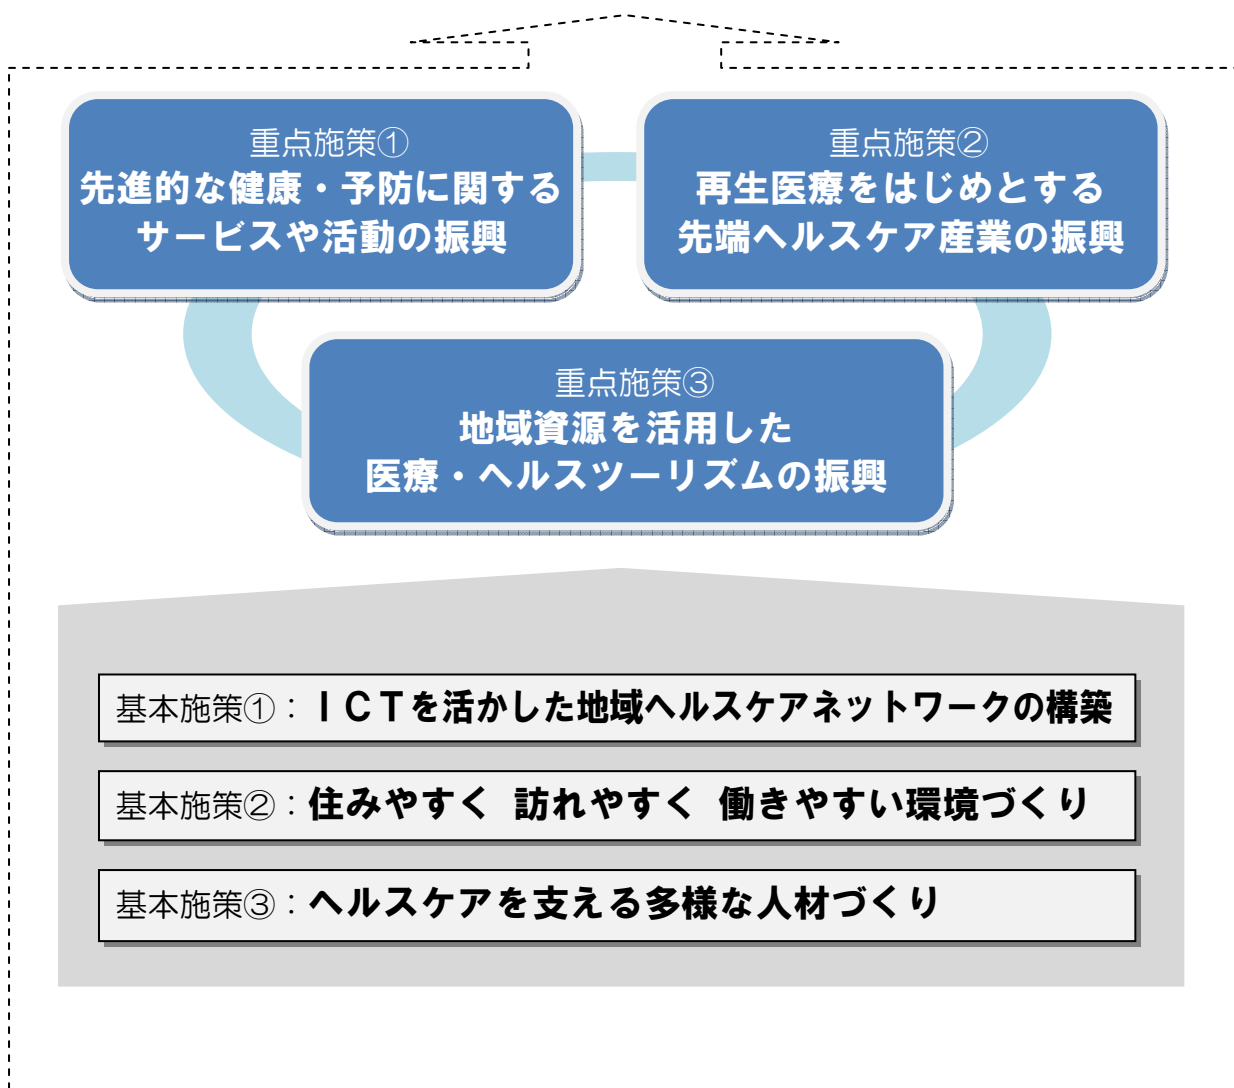 重点施策①
先進的な健康・予防に関する
サービスや活動の振興
重点施策②
再生医療をはじめとする
先端ヘルスケア産業の振興
重点施策③
地域資源を活用した
医療・ヘルスツーリズムの振興
基本施策①：ＩＣＴを活かした地域ヘルスケアネットワークの構築
基本施策②：住みやすく 訪れやすく 働きやすい環境づくり
基本施策③：ヘルスケアを支える多様な人材づくり